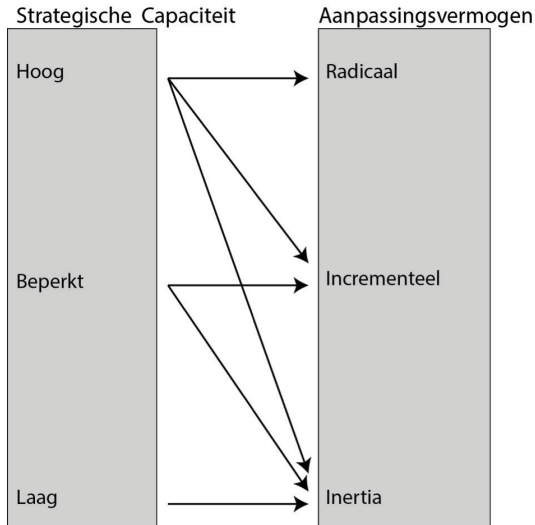 Strategische Capaciteit
Aanpassingsvermogen
Hoog
Radicaal
Beperkt
Incrementeel
Laag
Inertia